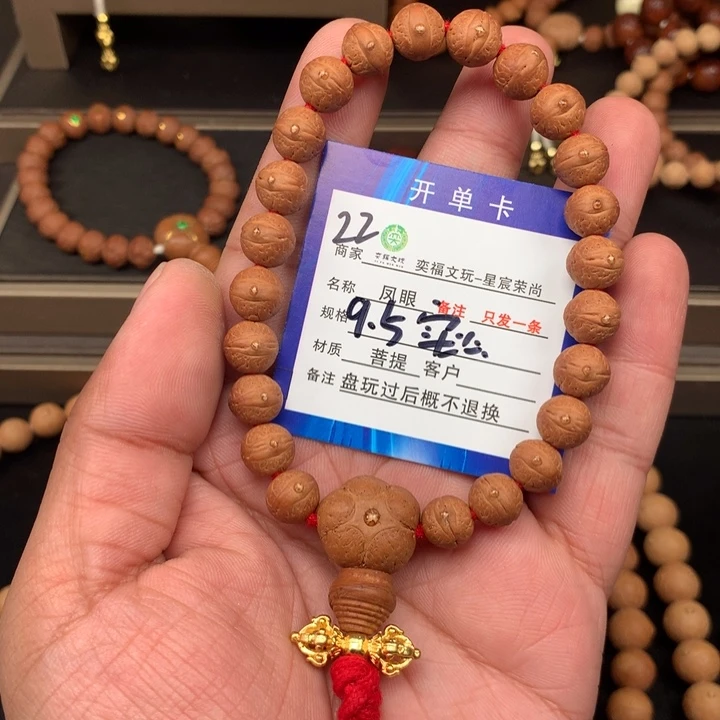 开单卡
22
商家 奕福文玩-星宸荣尚
名称 凤眼 备注 只发一条
规格 9.5
材质 菩提 客户
备注 盘玩过后概不退换